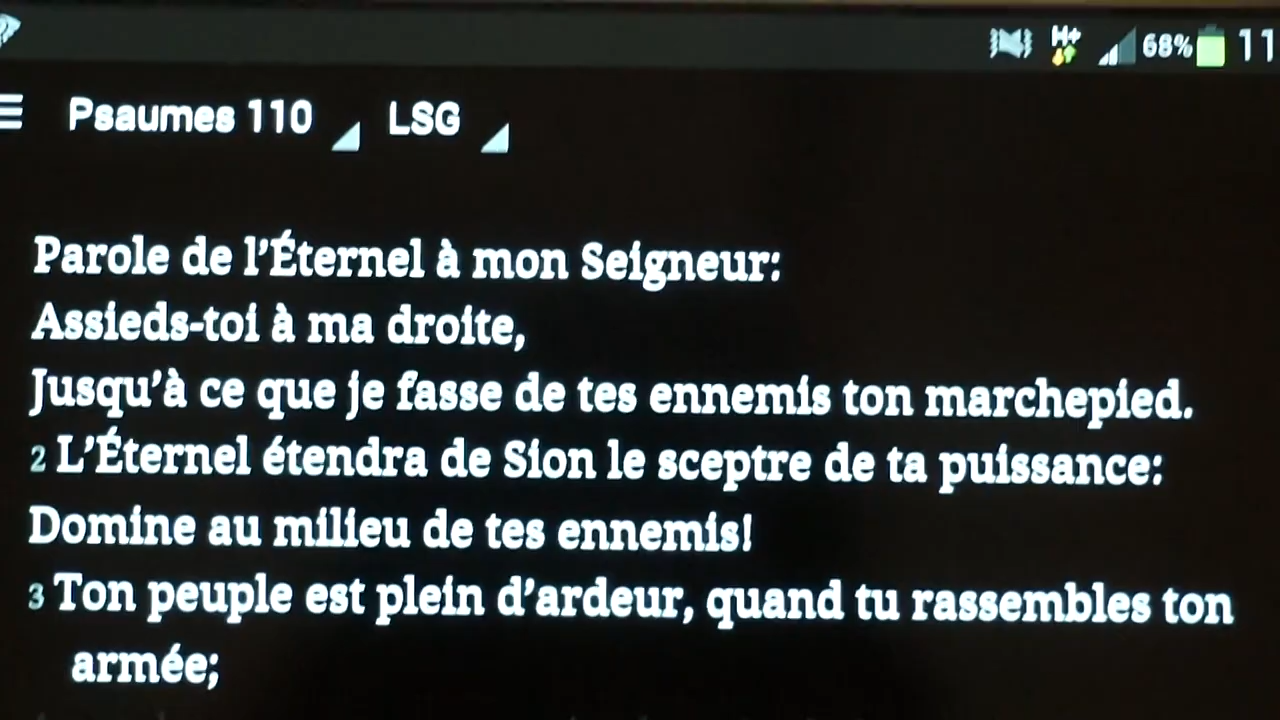 H+ 68% 11
Psaumes 110 LSG
Parole de l’Éternel à mon Seigneur:
Assieds-toi à ma droite,
Jusqu’à ce que je fasse de tes ennemis ton marchepied.
2 L’Éternel étendra de Sion le sceptre de ta puissance:
Domine au milieu de tes ennemis!
3 Ton peuple est plein d’ardeur, quand tu rassembles ton
armée;